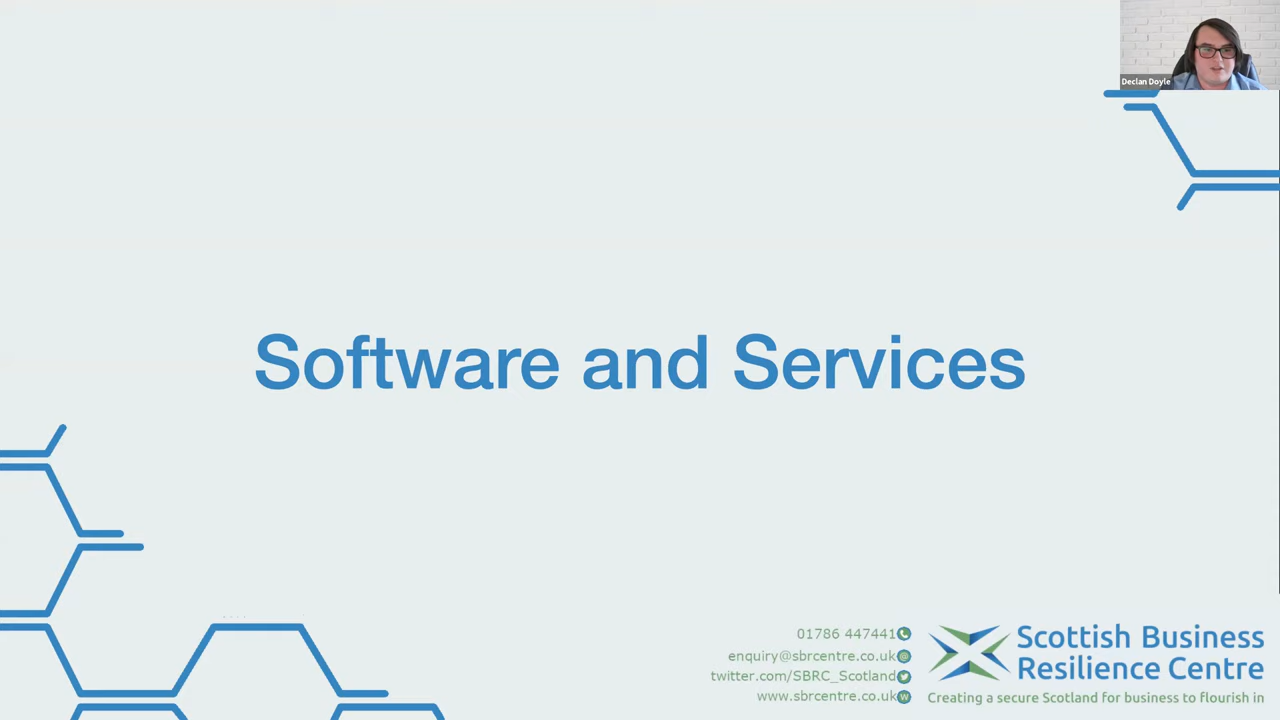 Declan Doyle
Software and Services
01786 447441
enquiry@sbrcentre.co.uk
twitter.com/SBRC_Scotland
www.sbrcentre.co.uk
Scottish Business
Resilience Centre
Creating a secure Scotland for business to flourish in